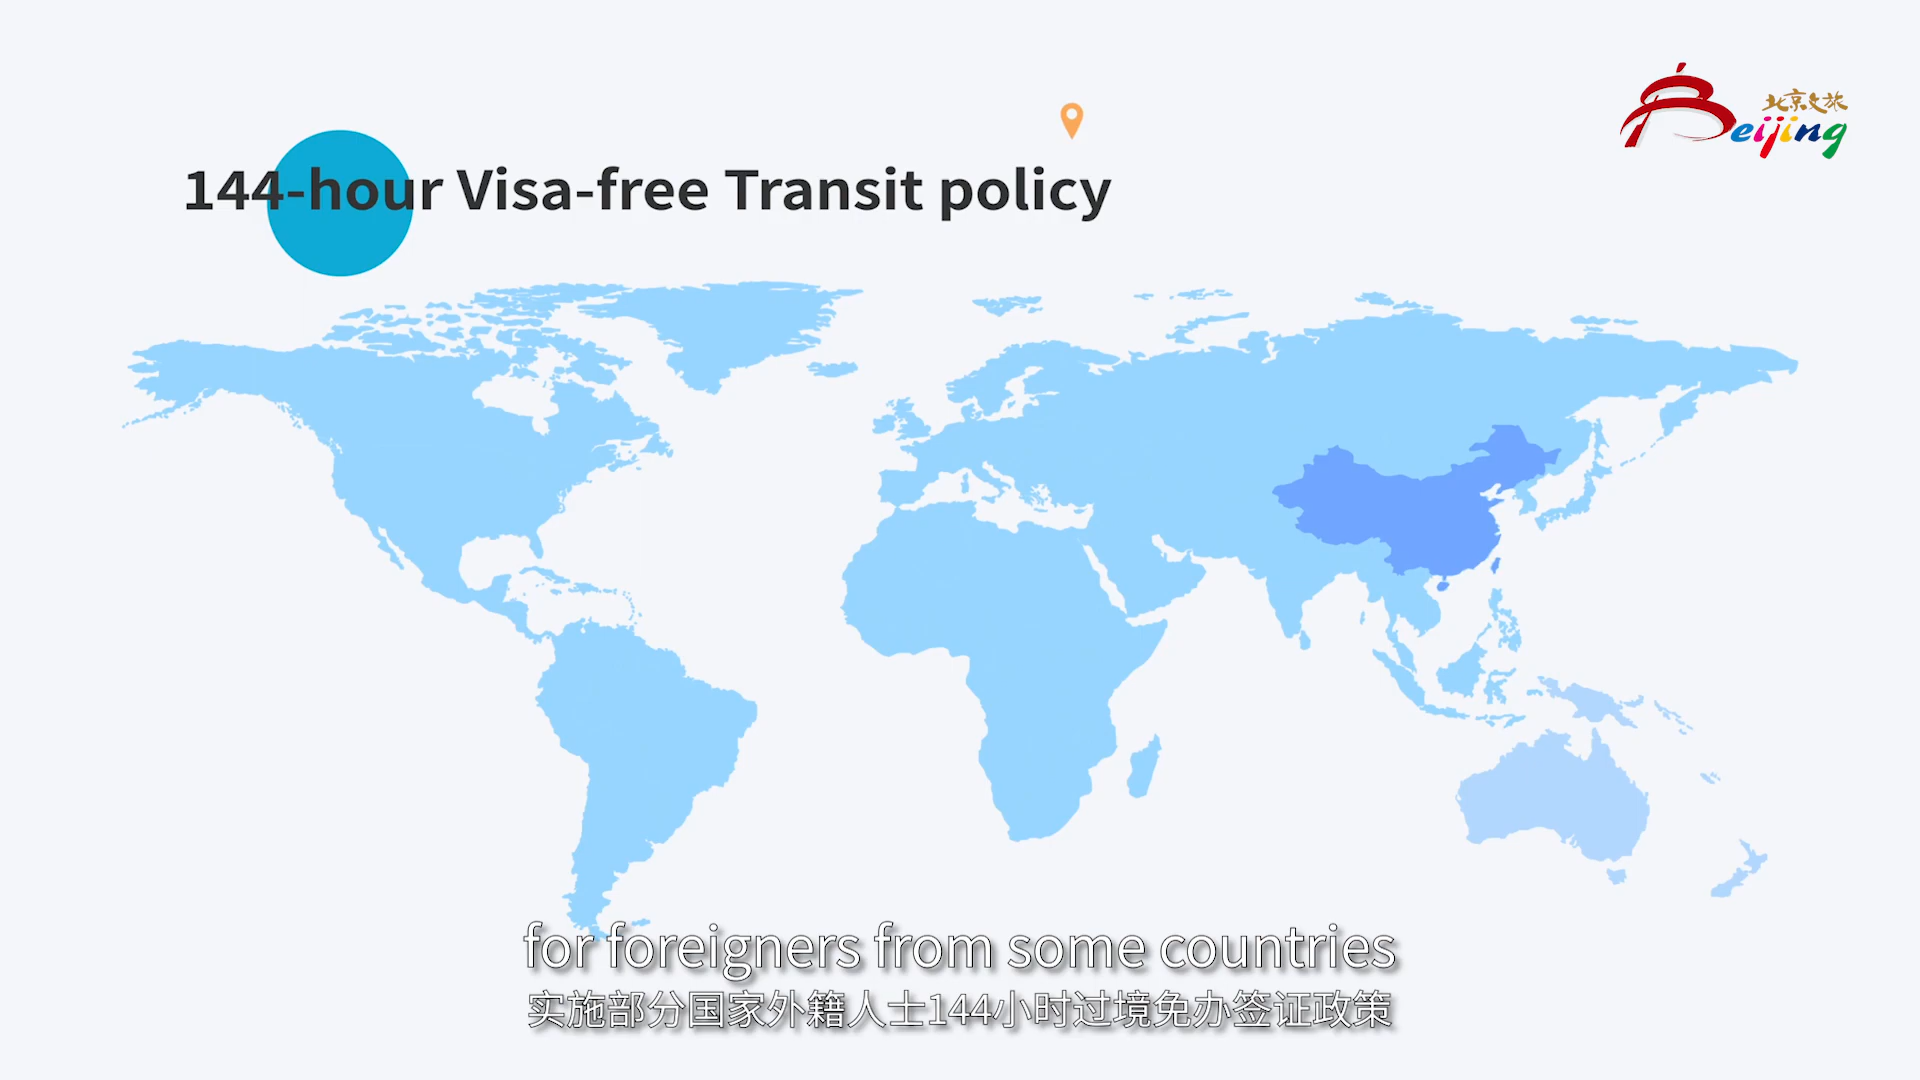 北京文旅
Beijing
144-hour Visa-free Transit policy
for foreigners from some countries
实施部分国家外籍人士144小时过境免办签证政策